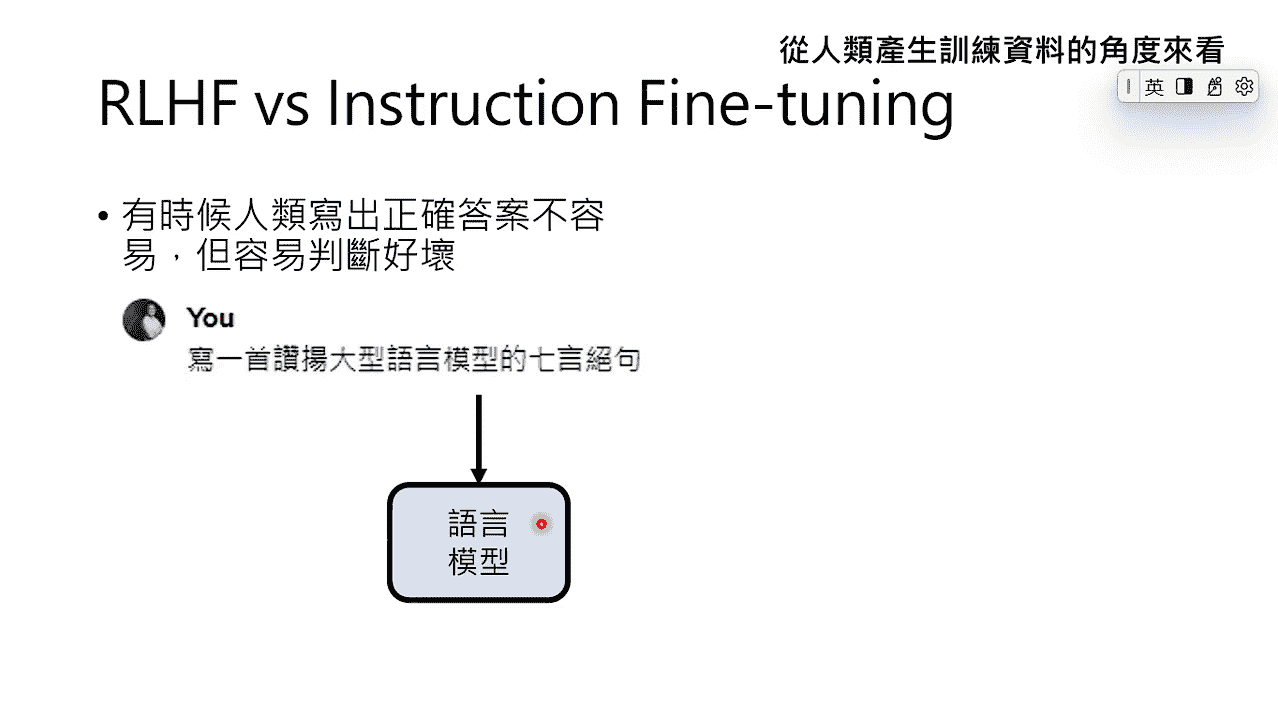 從人類產生訓練資料的角度來看
英
RLHF vs Instruction Fine-tuning
• 有時候人類寫出正確答案不容
易，但容易判斷好壞
You
寫一首讚揚大型語言模型的七言絕句
語言
模型